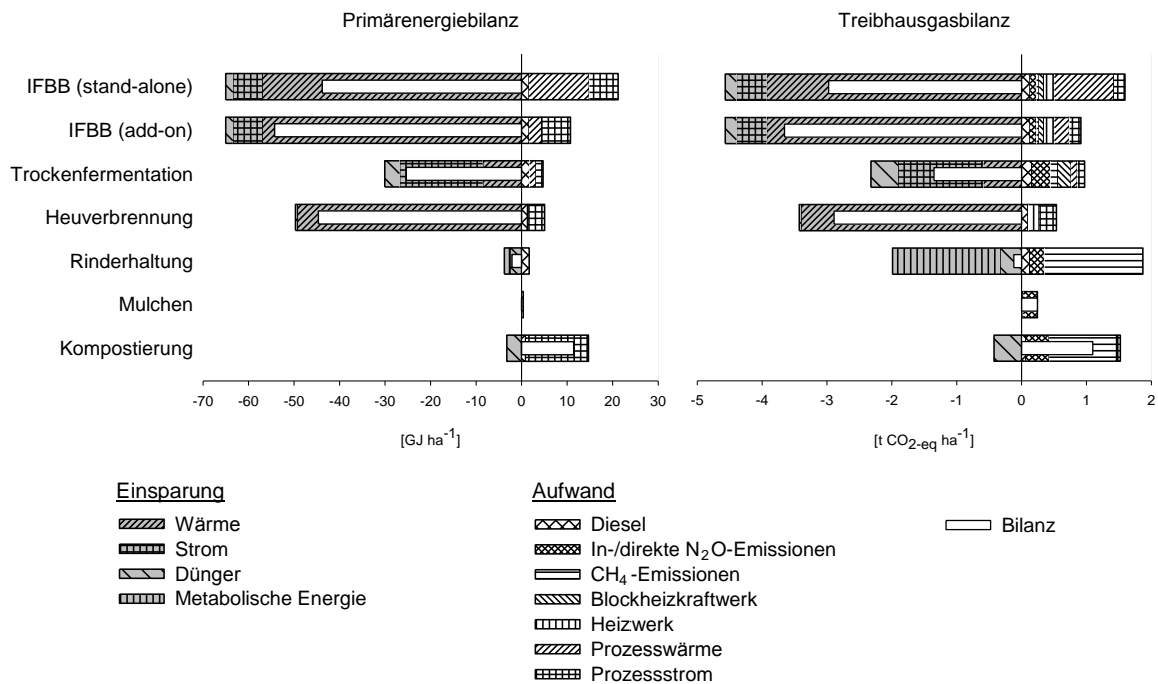 Primärenergiebilanz
Treibhausgasbilanz
IFBB (stand-alone)
IFBB (add-on)
Trockenfermentation
Heuverbrennung
Rinderhaltung
Mulchen
Kompostierung
-70 -60 -50 -40 -30 -20 -10 0 10 20 30
-5 -4 -3 -2 -1 0 1 2
[GJ ha⁻¹]
[t CO₂₋eq ha⁻¹]
Einsparung
Wärme
Strom
Dünger
Metabolische Energie
Aufwand
Diesel
In-/direkte N₂O-Emissionen
CH₄-Emissionen
Blockheizkraftwerk
Heizwerk
Prozesswärme
Prozessstrom
Bilanz